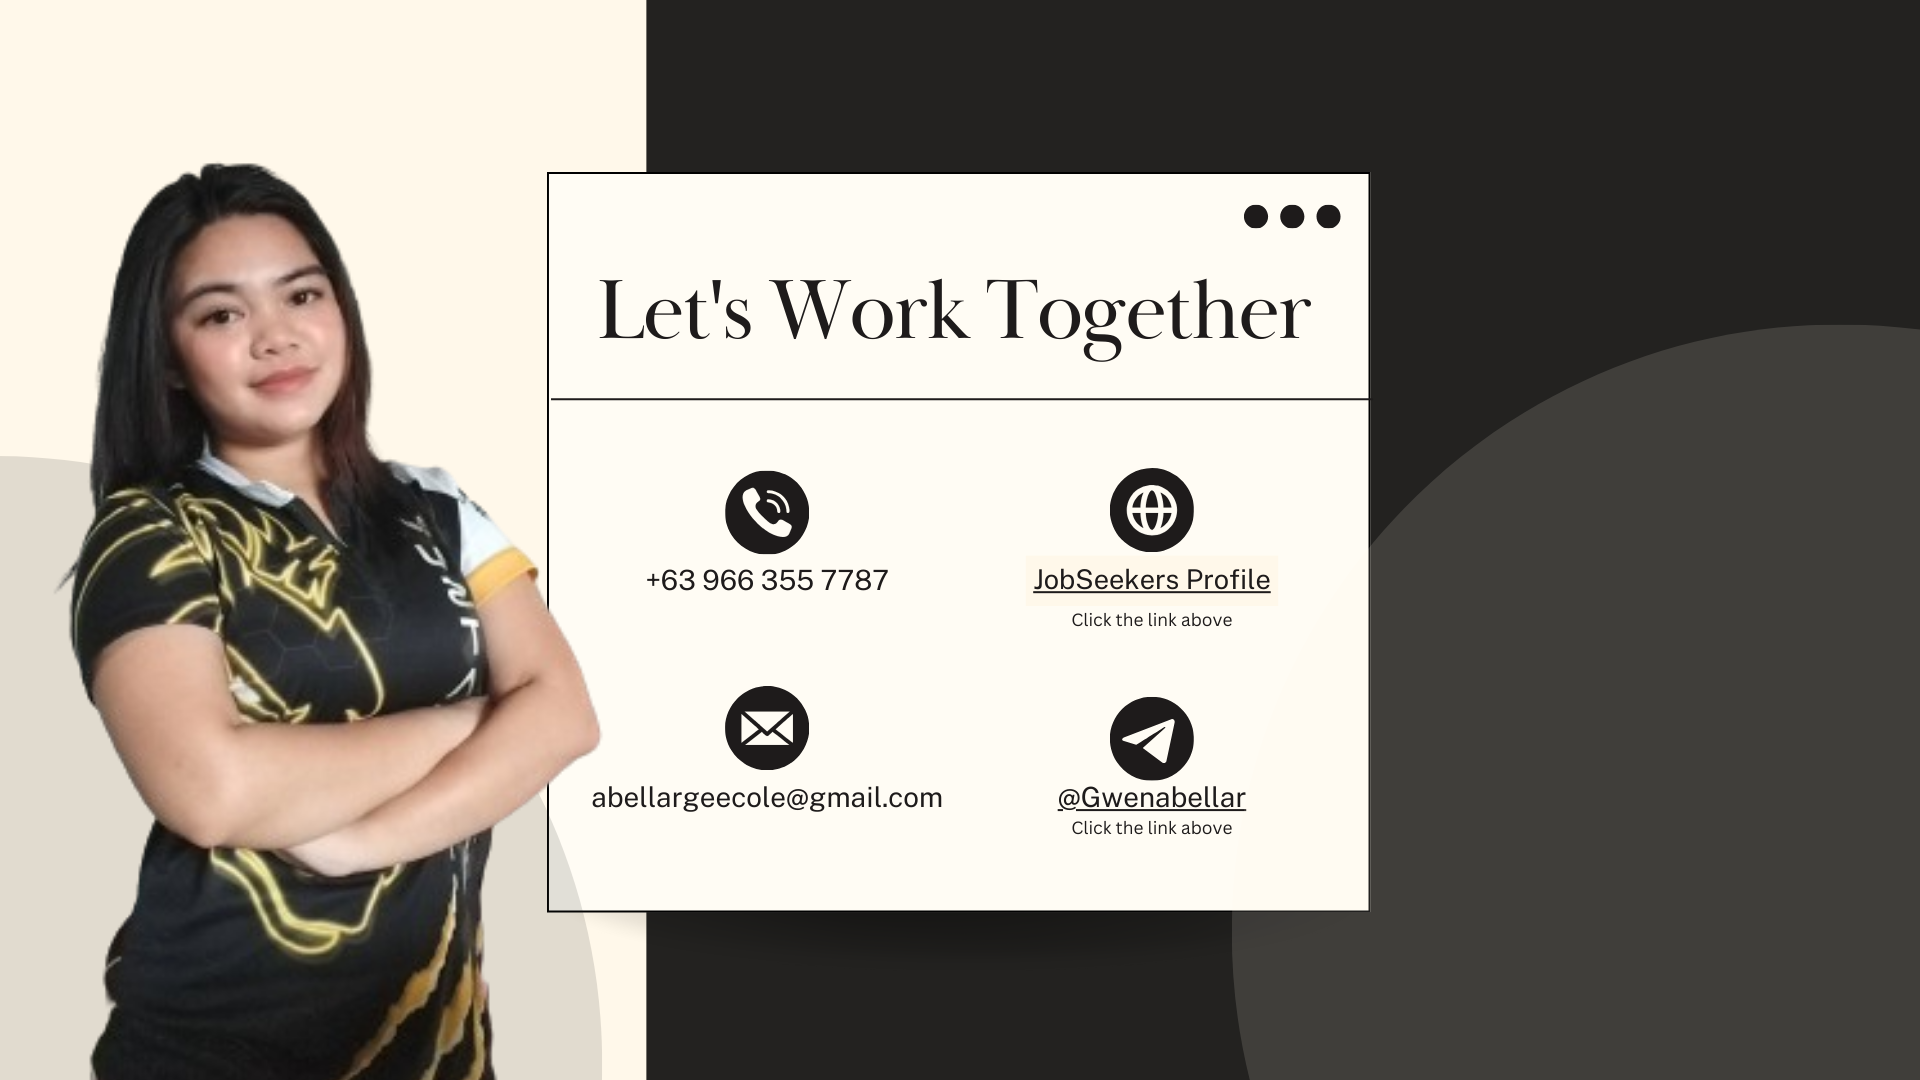 Let's Work Together
+63 966 355 7787
JobSeekers Profile
Click the link above
abellargeecole@gmail.com
@Gwenabellar
Click the link above